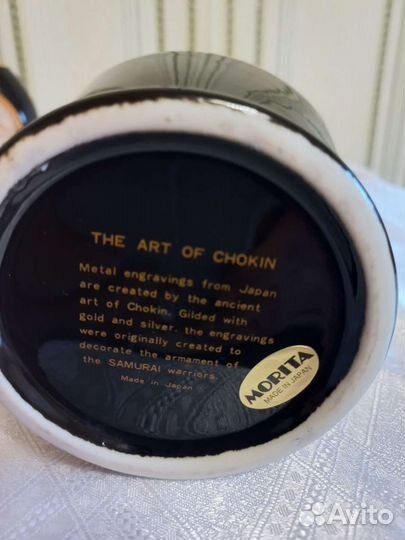 THE ART OF CHOKIN
Metal engravings from Japan
are created by the ancient
art of Chokin. Gilded with
gold and silver. the engravings
were originally created to
decorate the armament of
the SAMURAI warriors
Made in Japan
MORITA
MADE IN JAPAN
Avito